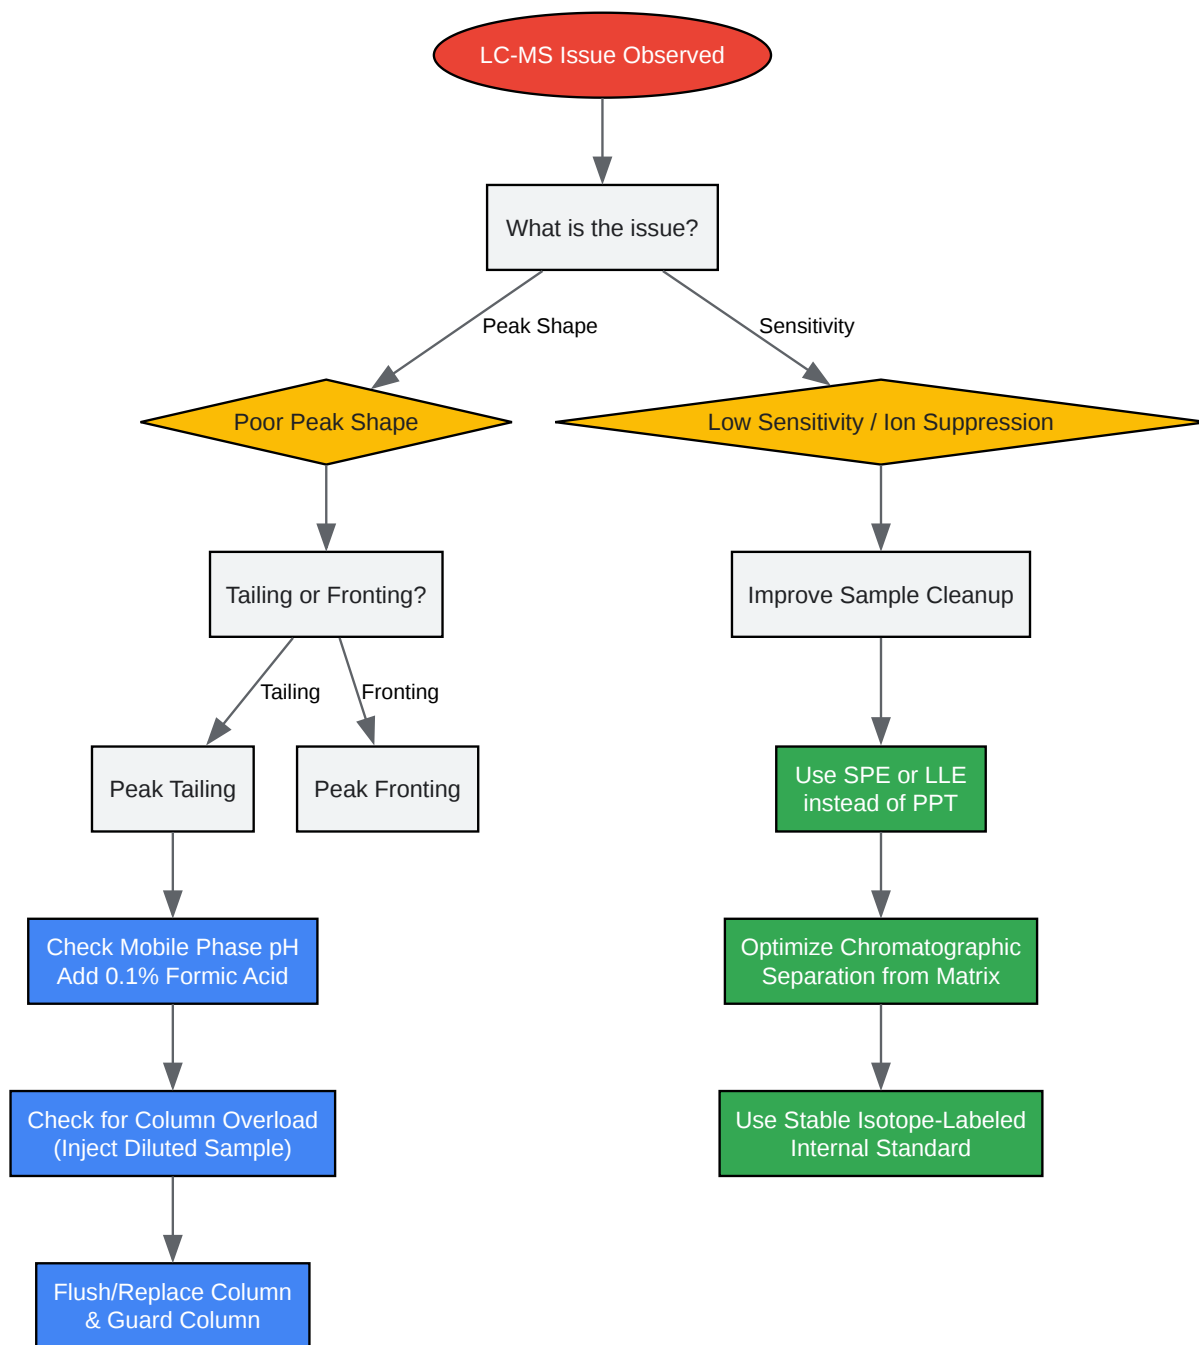 LC-MS Issue Observed
What is the issue?
Peak Shape
Sensitivity
Poor Peak Shape
Low Sensitivity / Ion Suppression
Tailing or Fronting?
Improve Sample Cleanup
Tailing
Fronting
Peak Tailing
Peak Fronting
Use SPE or LLE
instead of PPT
Check Mobile Phase pH
Add 0.1% Formic Acid
Optimize Chromatographic
Separation from Matrix
Check for Column Overload
(Inject Diluted Sample)
Use Stable Isotope-Labeled
Internal Standard
Flush/Replace Column
& Guard Column